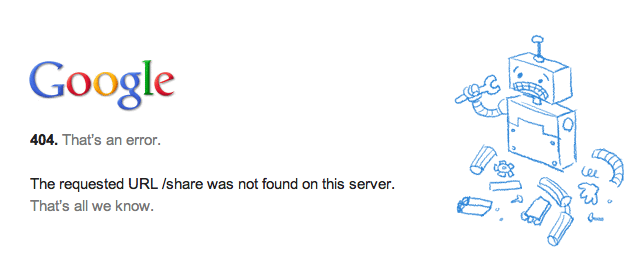 Google
404. That's an error.
The requested URL /share was not found on this server.
That's all we know.